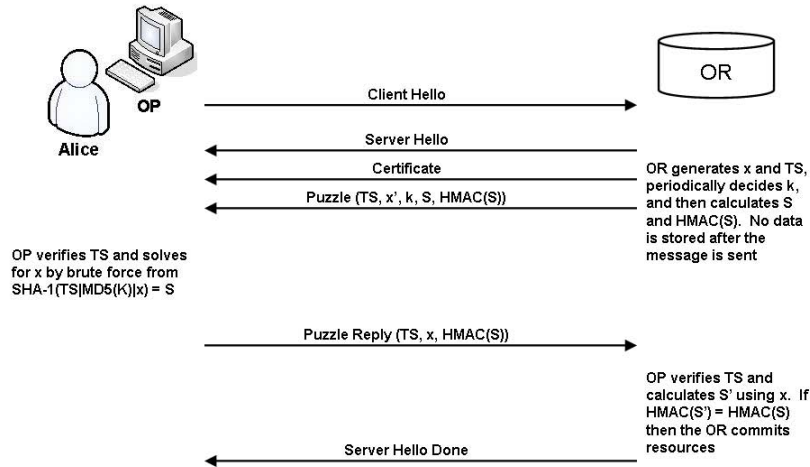 OR
OP
Alice
Client Hello
Server Hello
Certificate
Puzzle (TS, x', k, S, HMAC(S))
OR generates x and TS,
periodically decides k,
and then calculates S
and HMAC(S). No data
is stored after the
message is sent
OP verifies TS and solves
for x by brute force from
SHA-1(TS|MD5(K)|x) = S
Puzzle Reply (TS, x, HMAC(S))
OP verifies TS and
calculates S' using x. If
HMAC(S') = HMAC(S)
then the OR commits
resources
Server Hello Done